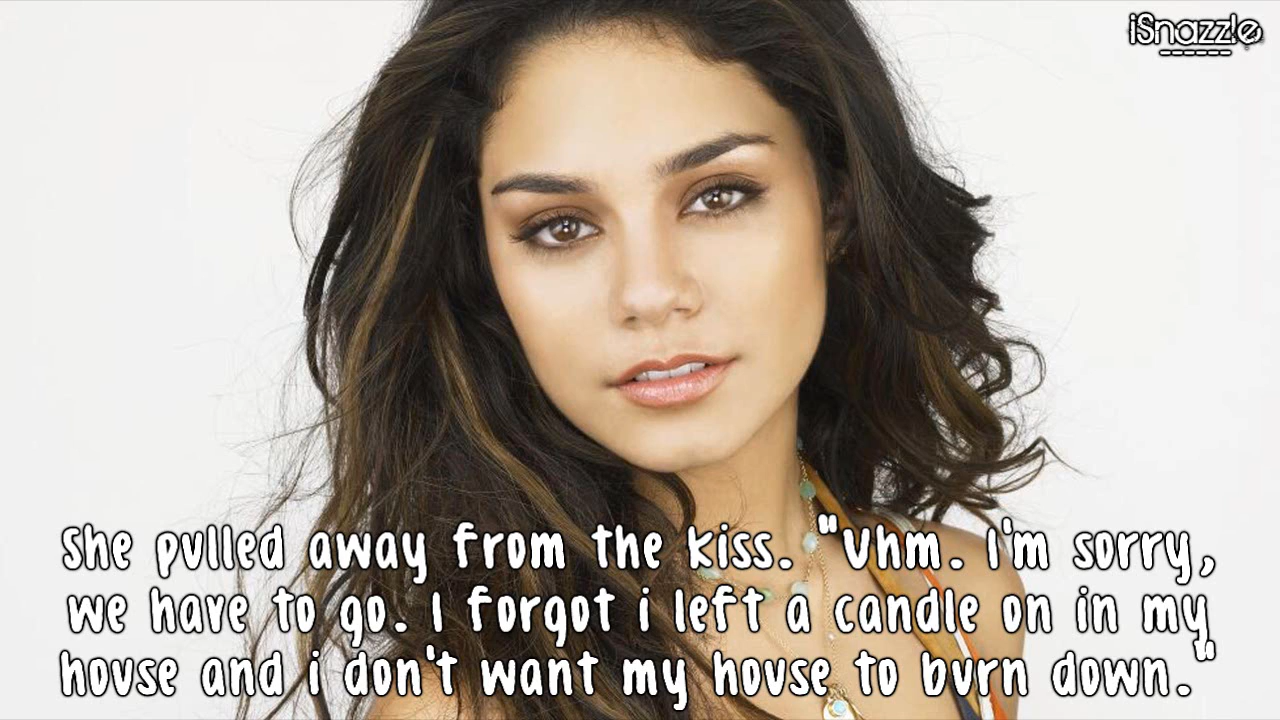 iSnazzle
She pulled away from the kiss. "Uhm. I'm sorry,
we have to go. I forgot i left a candle on in my
house and i don't want my house to burn down."